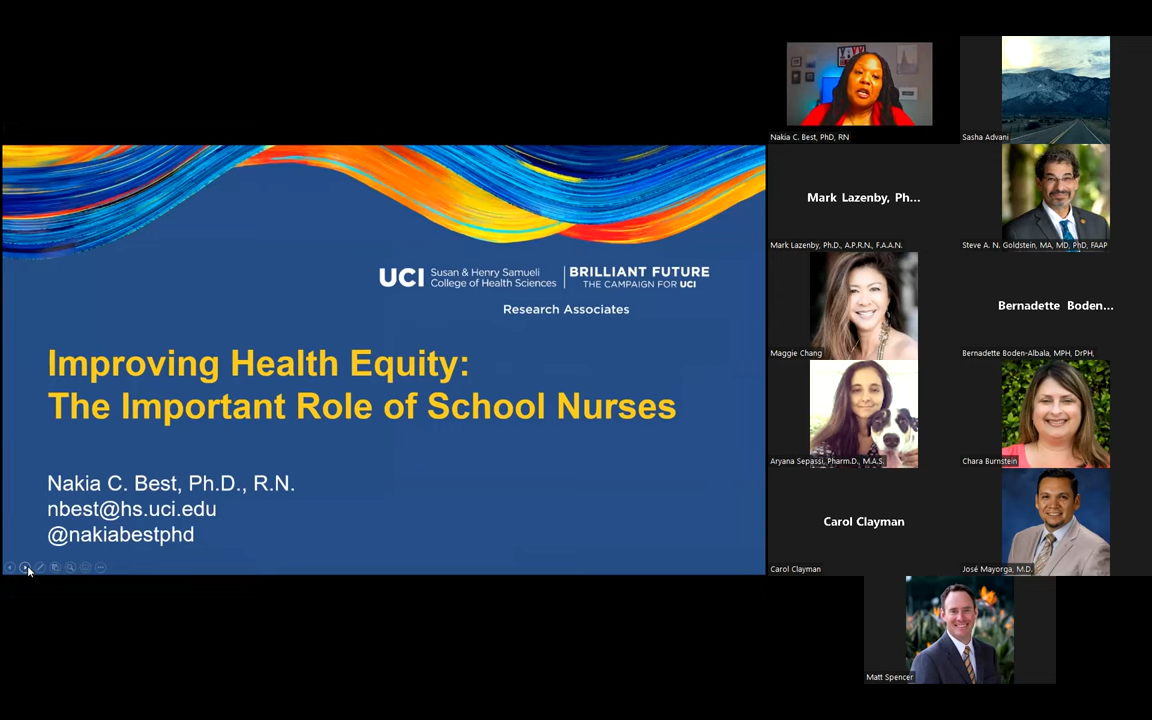 UCI
Susan & Henry Samueli
College of Health Sciences
BRILLIANT FUTURE
THE CAMPAIGN FOR UCI
Research Associates
Improving Health Equity:
The Important Role of School Nurses
Nakia C. Best, Ph.D., R.N.
nbest@hs.uci.edu
@nakiabestphd
Nakia C. Best, PhD, RN
Sasha Advani
Mark Lazenby, Ph...
Mark Lazenby, Ph.D., A.P.R.N., F.A.A.N.
Steve A. N. Goldstein, MA, MD, PhD, FAAP
Maggie Chang
Bernadette Boden...
Bernadette Boden-Albala, MPH, DrPH,
Aryana Sepassi, Pharm.D., M.A.S.
Chara Burnstein
Carol Clayman
Carol Clayman
José Mayorga, M.D.
Matt Spencer